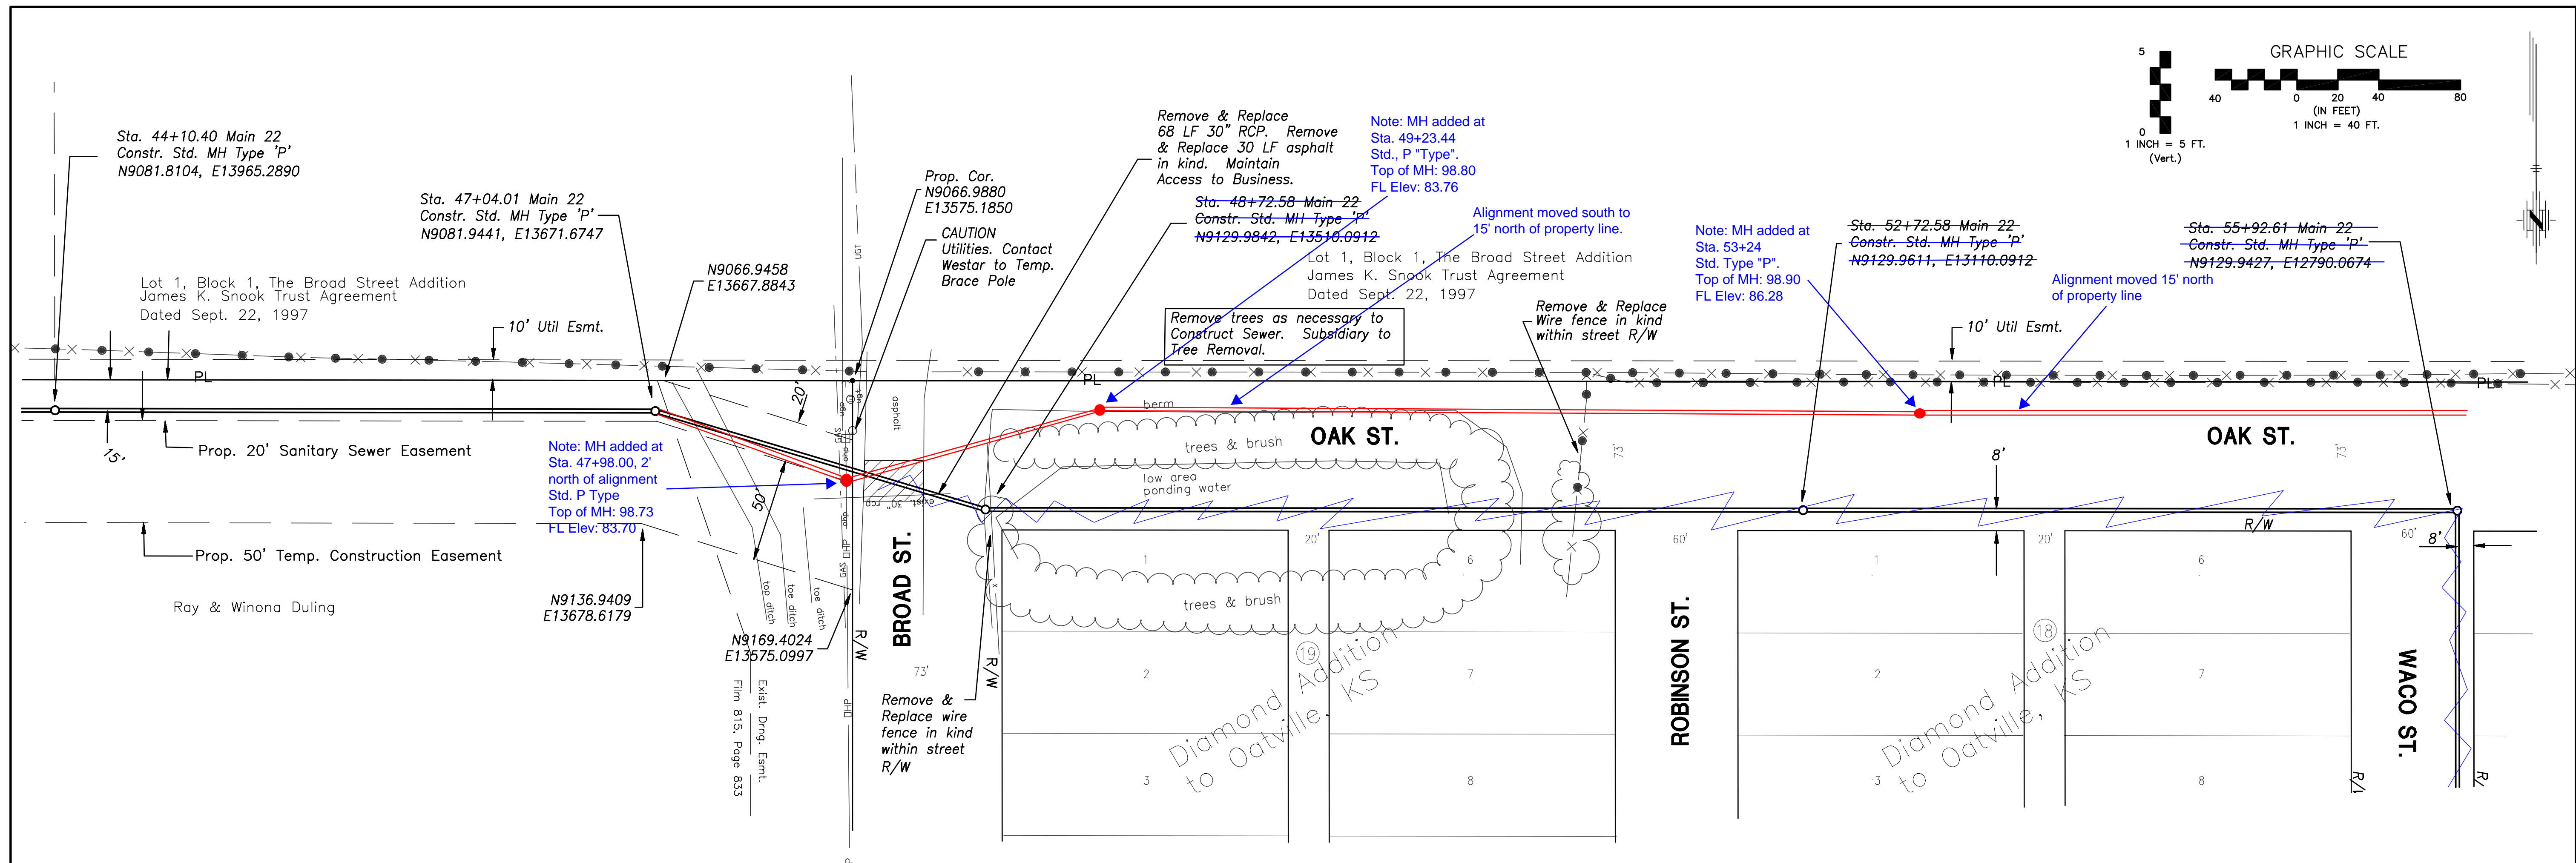 GRAPHIC SCALE
5
0
1 INCH = 5 FT.
(Vert.)
40
0
20
40
80
(IN FEET)
1 INCH = 40 FT.
Sta. 44+10.40 Main 22
Constr. Std. MH Type 'P'
N9081.8104, E13965.2890
Sta. 47+04.01 Main 22
Constr. Std. MH Type 'P'
N9081.9441, E13671.6747
Lot 1, Block 1, The Broad Street Addition
James K. Snook Trust Agreement
Dated Sept. 22, 1997
10' Util Esmt.
N9066.9458
E13667.8843
UGT
Prop. Cor.
N9066.9880
E13575.1850
CAUTION
Utilities. Contact
Westar to Temp.
Brace Pole
Remove & Replace
68 LF 30" RCP. Remove
& Replace 30 LF asphalt
in kind. Maintain
Access to Business.
Sta. 48+72.58 Main 22
Constr. Std. MH Type 'P'
N9129.9842, E13510.0912
Note: MH added at
Sta. 49+23.44
Std., P "Type".
Top of MH: 98.80
FL Elev: 83.76
Alignment moved south to
15' north of property line.
Lot 1, Block 1, The Broad Street Addition
James K. Snook Trust Agreement
Dated Sept. 22, 1997
Remove trees as necessary to
Construct Sewer. Subsidiary to
Tree Removal.
Remove & Replace
Wire fence in kind
within street R/W
Note: MH added at
Sta. 53+24
Std. Type "P".
Top of MH: 98.90
FL Elev: 86.28
Sta. 52+72.58 Main 22
Constr. Std. MH Type 'P'
N9129.9611, E13110.0912
Sta. 55+92.61 Main 22
Constr. Std. MH Type 'P'
N9129.9427, E12790.0674
Alignment moved 15' north
of property line
10' Util Esmt.
PL
PL
PL
PL
20'
asphalt
berm
OAK ST.
OAK ST.
trees & brush
73'
73'
15'
Prop. 20' Sanitary Sewer Easement
Note: MH added at
Sta. 47+98.00, 2'
north of alignment
Std. P Type
Top of MH: 98.73
FL Elev: 83.70
50'
exist. 30" rcp
low area
ponding water
8'
R/W
8'
Prop. 50' Temp. Construction Easement
Ray & Winona Duling
N9136.9409
E13678.6179
top ditch
toe ditch
toe ditch
OHP
GAS
OHP
N9169.4024
E13575.0997
R/W
BROAD ST.
73'
R/W
Remove &
Replace wire
fence in kind
within street
R/W
Exist. Drng. Esmt.
Film 815, Page 833
1
20'
6
60'
1
20'
6
60'
trees & brush
2
19
7
ROBINSON ST.
2
18
7
WACO ST.
Diamond Addition
to Oatville, KS
Diamond Addition
to Oatville, KS
3
8
3
8